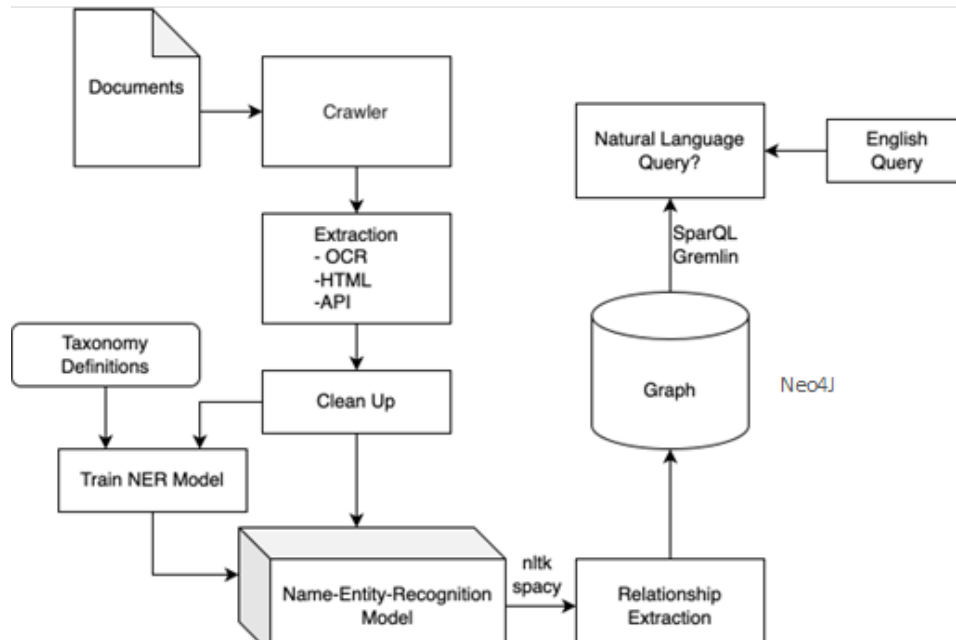 Documents
Crawler
Natural Language
Query?
English
Query
Extraction
- OCR
-HTML
-API
SparQL
Gremlin
Taxonomy
Definitions
Clean Up
Graph
Neo4J
Train NER Model
Name-Entity-Recognition
Model
nltk
spacy
Relationship
Extraction